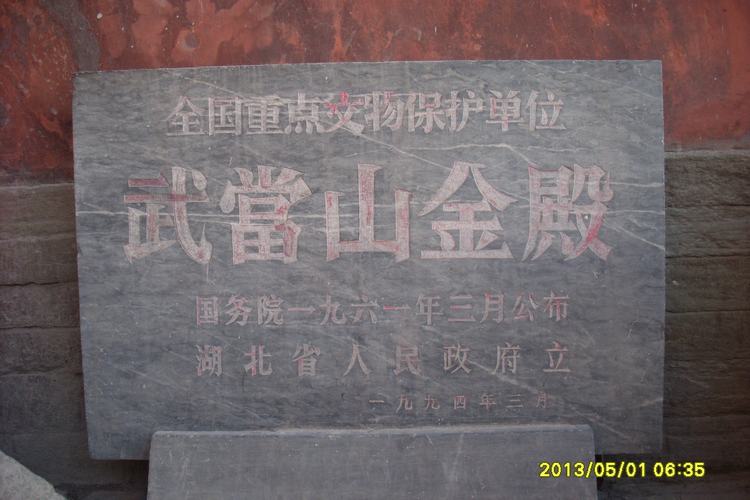 全国重点文物保护单位
武當山金殿
国务院一九六一年三月公布
湖北省人民政府立
一九九四年三月
2013/05/01 06:35